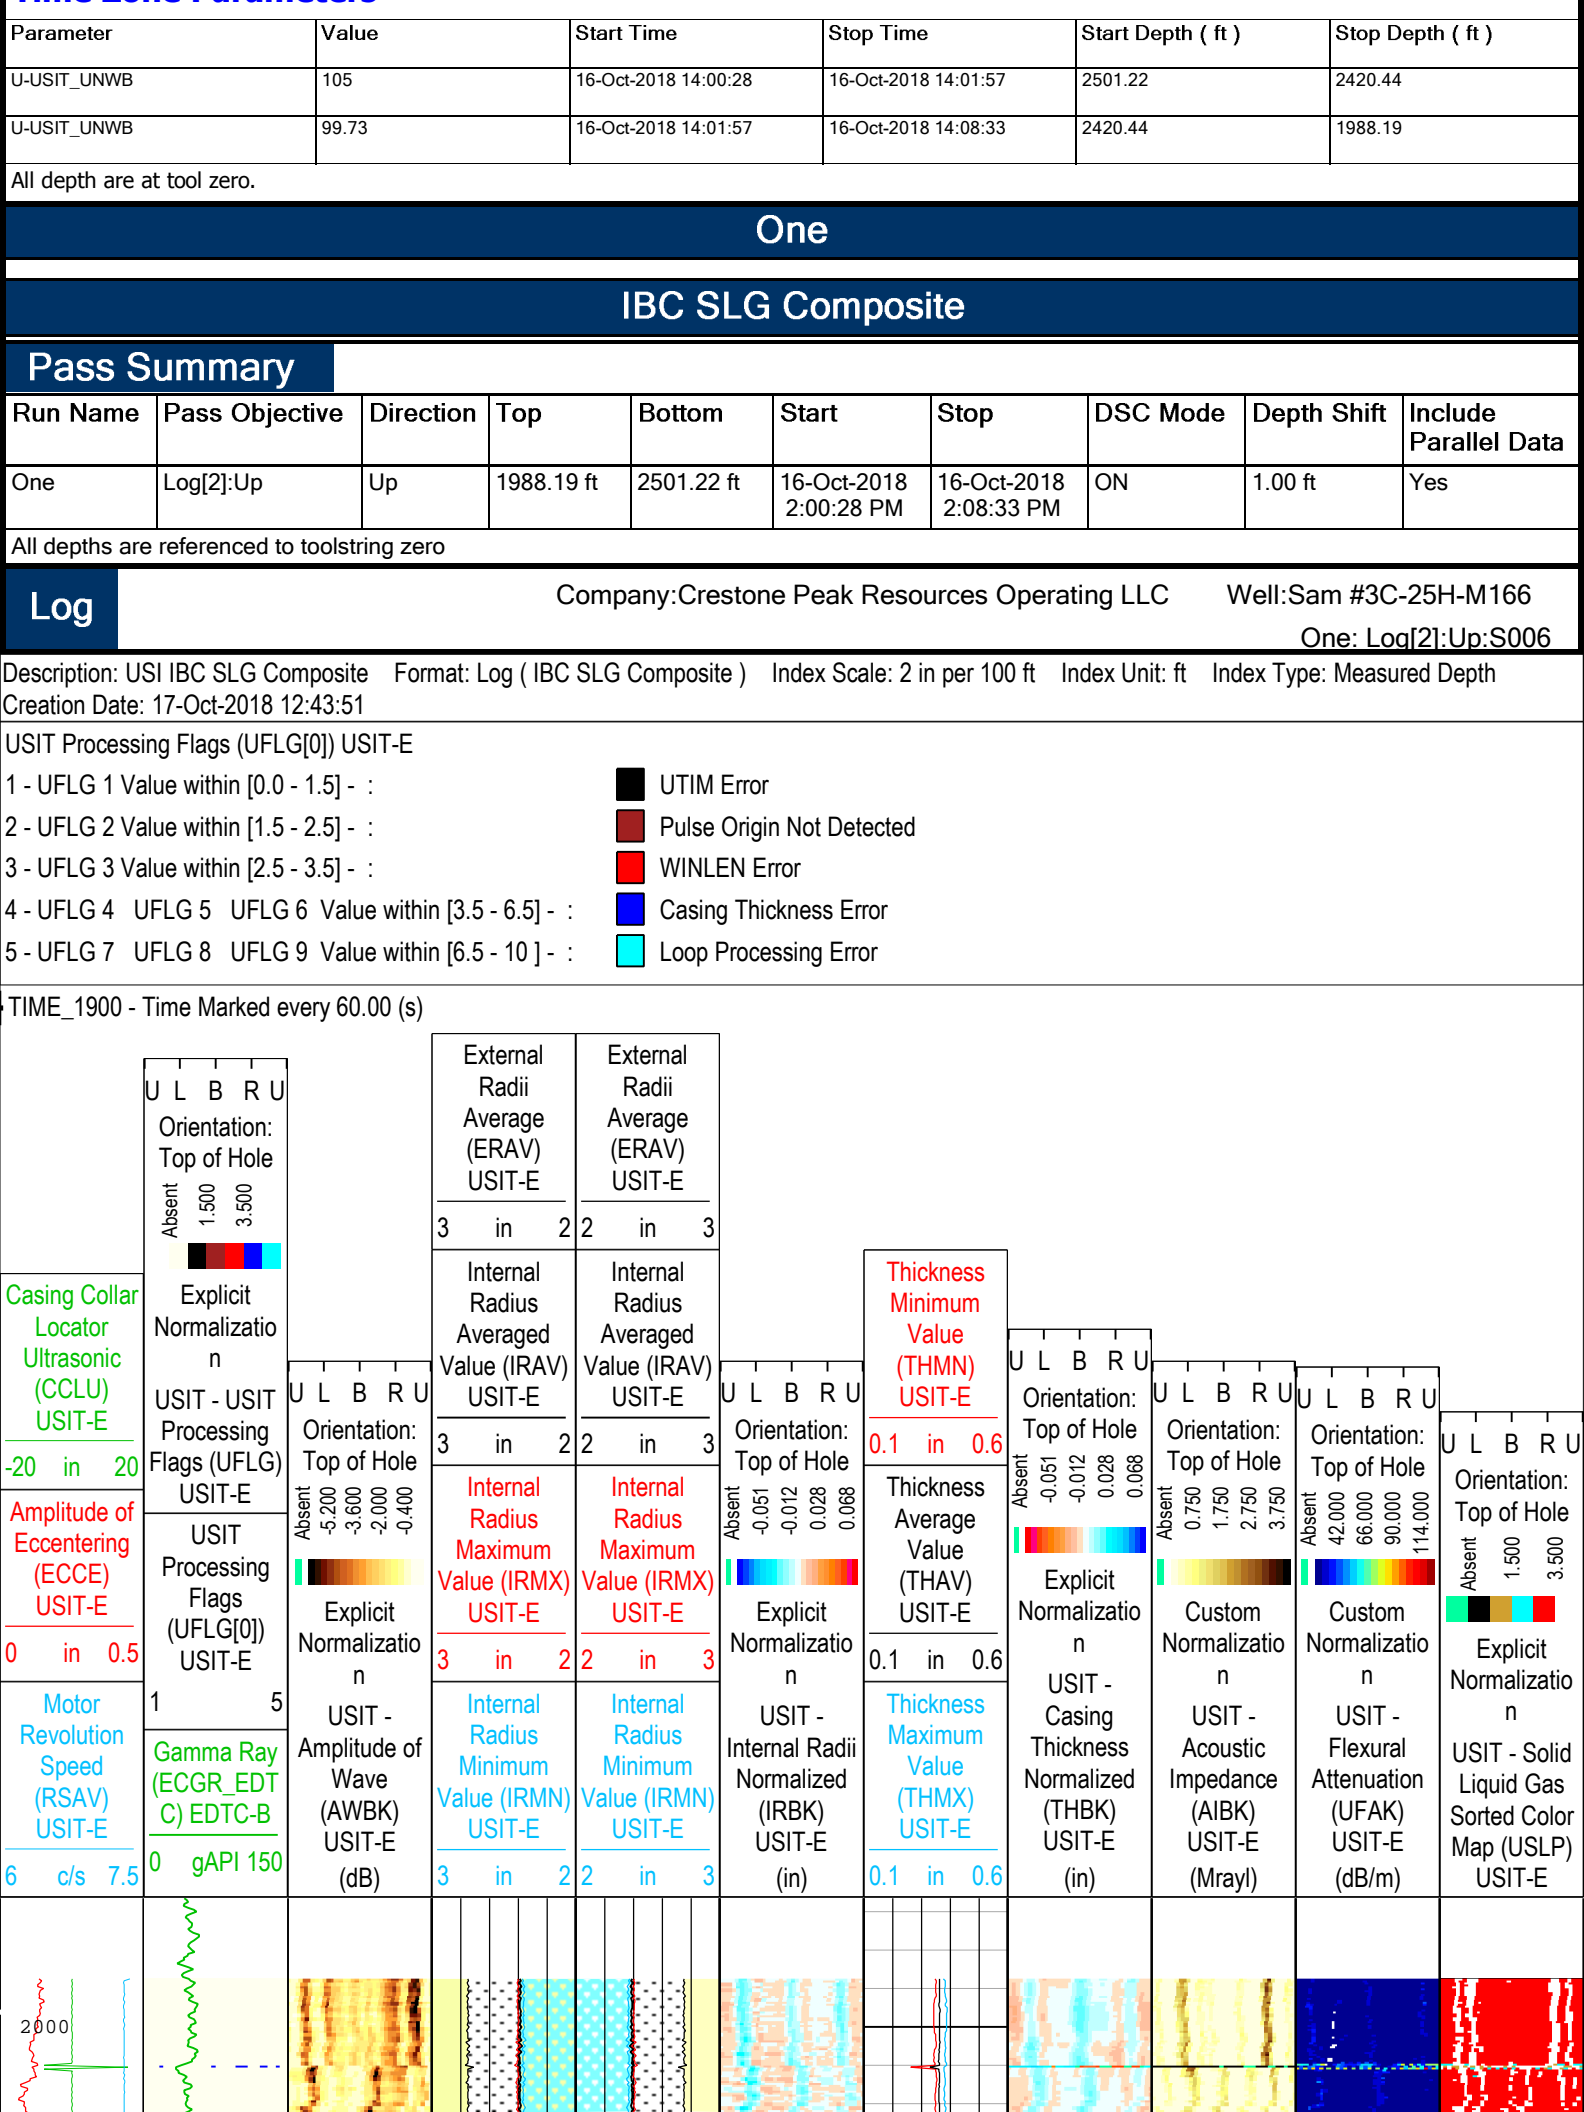 Time Zone Parameters
Parameter Value Start Time Stop Time Start Depth ( ft ) Stop Depth ( ft )
U-USIT_UNWB 105 16-Oct-2018 14:00:28 16-Oct-2018 14:01:57 2501.22 2420.44
U-USIT_UNWB 99.73 16-Oct-2018 14:01:57 16-Oct-2018 14:08:33 2420.44 1988.19
All depth are at tool zero.
One
IBC SLG Composite
Pass Summary
Run Name Pass Objective Direction Top Bottom Start Stop DSC Mode Depth Shift Include Parallel Data
One Log[2]:Up Up 1988.19 ft 2501.22 ft 16-Oct-2018 2:00:28 PM 16-Oct-2018 2:08:33 PM ON 1.00 ft Yes
All depths are referenced to toolstring zero
Log
Company:Crestone Peak Resources Operating LLC Well:Sam #3C-25H-M166
One: Log[2]:Up:S006
Description: USI IBC SLG Composite Format: Log ( IBC SLG Composite ) Index Scale: 2 in per 100 ft Index Unit: ft Index Type: Measured Depth
Creation Date: 17-Oct-2018 12:43:51
USIT Processing Flags (UFLG[0]) USIT-E
1 - UFLG 1 Value within [0.0 - 1.5] - : UTIM Error
2 - UFLG 2 Value within [1.5 - 2.5] - : Pulse Origin Not Detected
3 - UFLG 3 Value within [2.5 - 3.5] - : WINLEN Error
4 - UFLG 4 UFLG 5 UFLG 6 Value within [3.5 - 6.5] - : Casing Thickness Error
5 - UFLG 7 UFLG 8 UFLG 9 Value within [6.5 - 10 ] - : Loop Processing Error
TIME_1900 - Time Marked every 60.00 (s)
Casing Collar
Locator
Ultrasonic
(CCLU)
USIT-E
-20 in 20
Amplitude of
Eccentering
(ECCE)
USIT-E
0 in 0.5
Motor
Revolution
Speed
(RSAV)
USIT-E
6 c/s 7.5
U L B R U
Orientation:
Top of Hole
Absent 1.500 3.500
Explicit
Normalizatio
n
USIT - USIT
Processing
Flags (UFLG)
USIT-E
USIT
Processing
Flags
(UFLG[0])
USIT-E
1 5
Gamma Ray
(ECGR_EDT
C) EDTC-B
0 gAPI 150
U L B R U
Orientation:
Top of Hole
Absent -5.200 -3.600 -2.000 -0.400
Explicit
Normalizatio
n
USIT -
Amplitude of
Wave
(AWBK)
USIT-E
(dB)
External
Radii
Average
(ERAV)
USIT-E
3 in 2
Internal
Radius
Averaged
Value (IRAV)
USIT-E
3 in 2
Internal
Radius
Maximum
Value (IRMX)
USIT-E
3 in 2
Internal
Radius
Minimum
Value (IRMN)
USIT-E
3 in 2
External
Radii
Average
(ERAV)
USIT-E
2 in 3
Internal
Radius
Averaged
Value (IRAV)
USIT-E
2 in 3
Internal
Radius
Maximum
Value (IRMX)
USIT-E
2 in 3
Internal
Radius
Minimum
Value (IRMN)
USIT-E
2 in 3
U L B R U
Orientation:
Top of Hole
Absent -0.051 -0.012 0.028 0.068
Explicit
Normalizatio
n
USIT -
Internal Radii
Normalized
(IRBK)
USIT-E
(in)
Thickness
Minimum
Value
(THMN)
USIT-E
0.1 in 0.6
Thickness
Average
Value
(THAV)
USIT-E
0.1 in 0.6
Thickness
Maximum
Value
(THMX)
USIT-E
0.1 in 0.6
U L B R U
Orientation:
Top of Hole
Absent -0.051 -0.012 0.028 0.068
Explicit
Normalizatio
n
USIT -
Casing
Thickness
Normalized
(THBK)
USIT-E
(in)
U L B R U
Orientation:
Top of Hole
Absent 0.750 1.750 2.750 3.750
Custom
Normalizatio
n
USIT -
Acoustic
Impedance
(AIBK)
USIT-E
(Mrayl)
U L B R U
Orientation:
Top of Hole
Absent 42.000 66.000 90.000 114.000
Custom
Normalizatio
n
USIT -
Flexural
Attenuation
(UFAK)
USIT-E
(dB/m)
U L B R U
Orientation:
Top of Hole
Absent 1.500 3.500
Explicit
Normalizatio
n
USIT - Solid
Liquid Gas
Sorted Color
Map (USLP)
USIT-E
2000